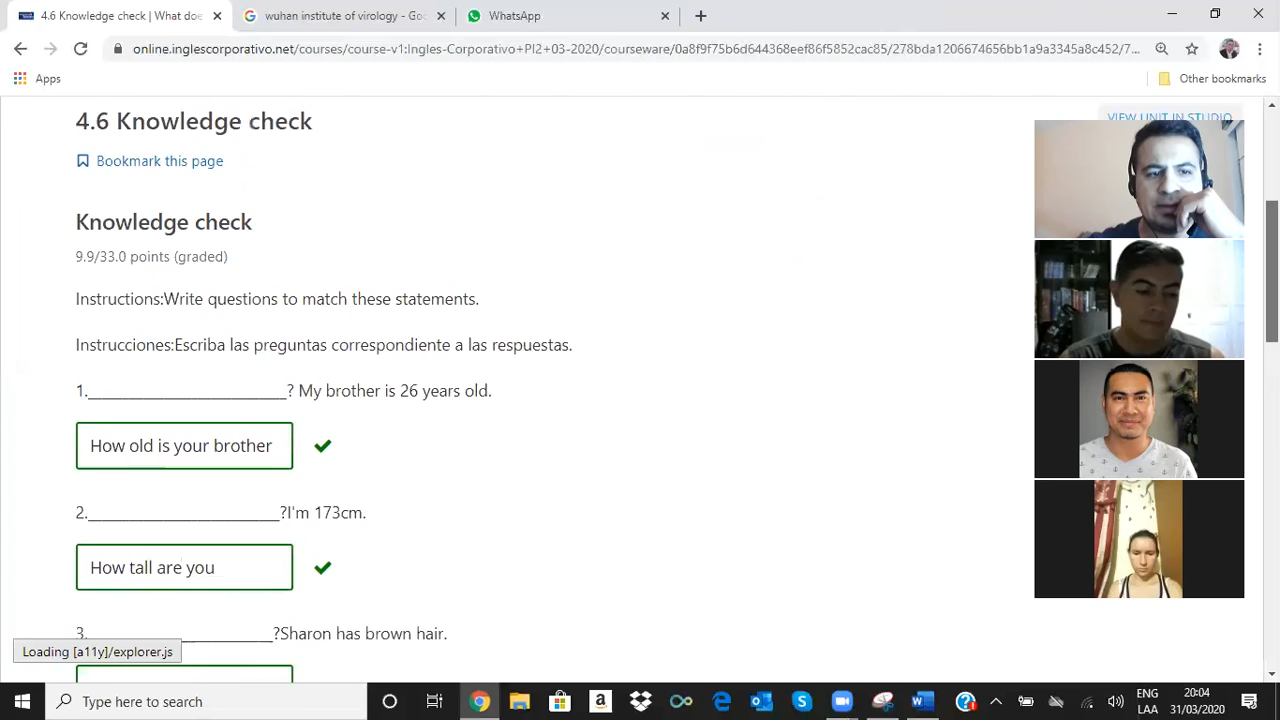 4.6 Knowledge check | What doe
wuhan institute of virology - Goo
WhatsApp
online.inglescorporativo.net/courses/course-v1:Ingles-Corporativo+PI2+03-2020/courseware/0a8f9f75b6d644368eef86f5852cac85/278bda1206674656bb1a9a3345a8c452/7...
Apps
Other bookmarks
4.6 Knowledge check
VIEW UNIT IN STUDIO
Bookmark this page
Knowledge check
9.9/33.0 points (graded)
Instructions:Write questions to match these statements.
Instrucciones:Escriba las preguntas correspondiente a las respuestas.
1.__________________________? My brother is 26 years old.
How old is your brother
2.________________________?I'm 173cm.
How tall are you
3.________________________?Sharon has brown hair.
Loading [a11y]/explorer.js
Type here to search
ENG
LAA
20:04
31/03/2020